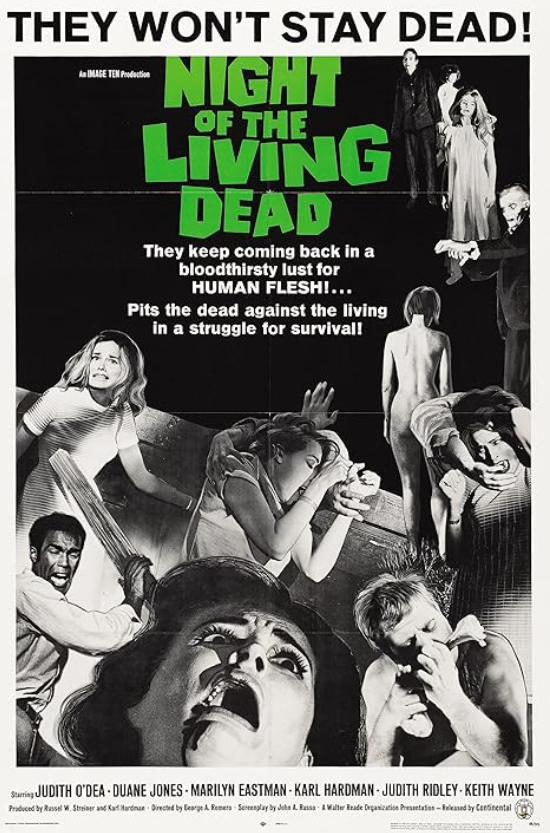 THEY WON'T STAY DEAD!
An IMAGE TEN Production
NIGHT
OF THE
LIVING
DEAD
They keep coming back in a
bloodthirsty lust for
HUMAN FLESH!...
Pits the dead against the living
in a struggle for survival!
Starring JUDITH O'DEA · DUANE JONES · MARILYN EASTMAN · KARL HARDMAN · JUDITH RIDLEY · KEITH WAYNE
Produced by Russel W. Streiner and Karl Hardman · Directed by George A. Romero · Screenplay by John A. Russo · A Walter Reade Organization Presentation – Released by Continental